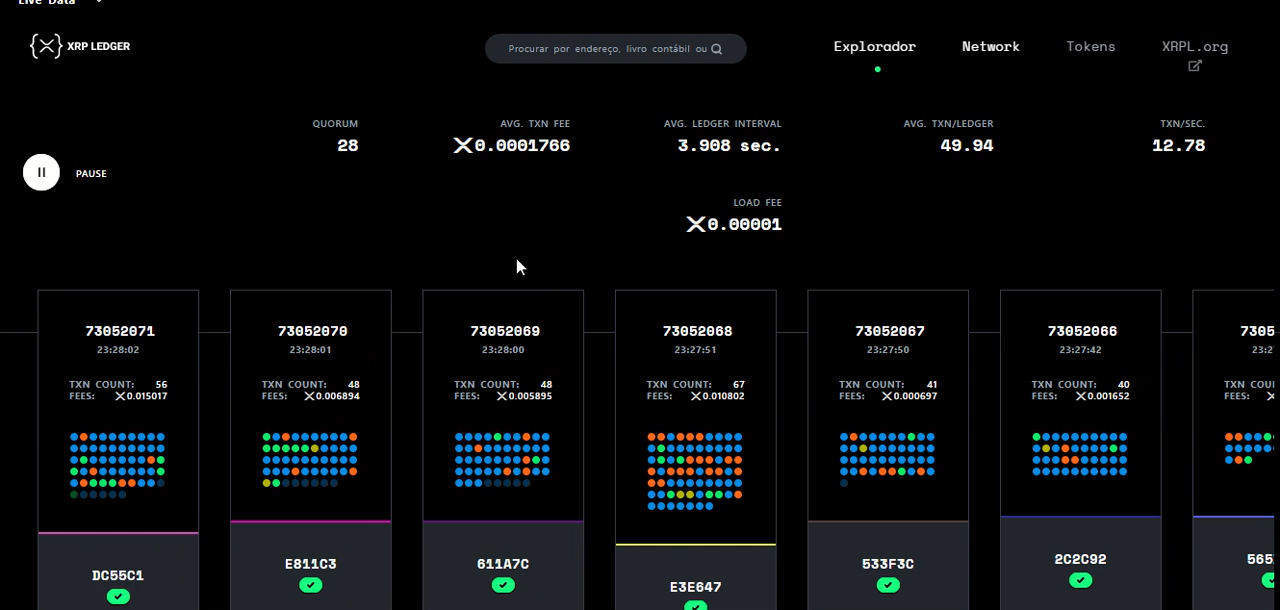 Live Data
XRP LEDGER
Procurar por endereço, livro contábil ou
Explorador
Network
Tokens
XRPL.org
QUORUM
28
AVG. TXN FEE
0.0001766
AVG. LEDGER INTERVAL
3.908 sec.
AVG. TXN/LEDGER
49.94
TXN/SEC.
12.78
PAUSE
LOAD FEE
0.00001
73052071
23:28:02
TXN COUNT: 56
FEES: 0.015017
DC55C1
73052070
23:28:01
TXN COUNT: 48
FEES: 0.006894
E811C3
73052069
23:28:00
TXN COUNT: 48
FEES: 0.005895
611A7C
73052068
23:27:51
TXN COUNT: 67
FEES: 0.010802
E3E647
73052067
23:27:50
TXN COUNT: 41
FEES: 0.000697
533F3C
73052066
23:27:42
TXN COUNT: 40
FEES: 0.001652
2C2C92
7305
23:2
TXN COU
FEES:
565